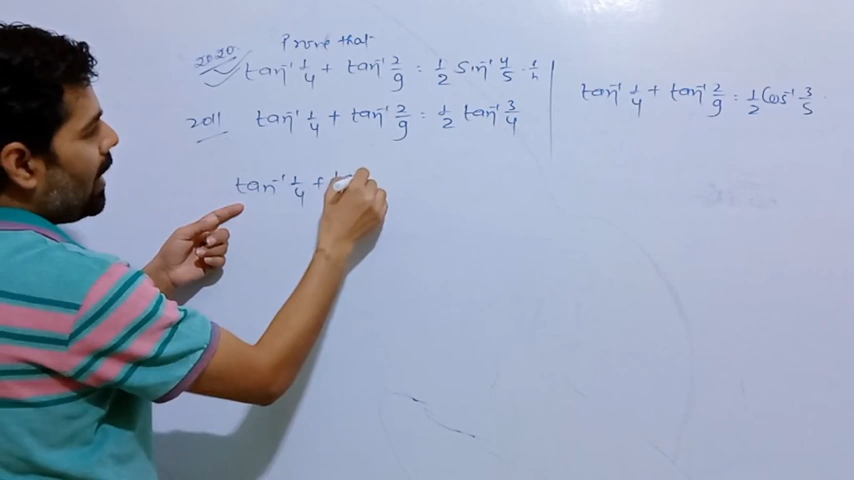 Prove that
2020 tan⁻¹ 1/4 + tan⁻¹ 2/9 = 1/2 Sin⁻¹ 4/5
2011 tan⁻¹ 1/4 + tan⁻¹ 2/9 = 1/2 tan⁻¹ 3/4
tan⁻¹ 1/4 + tan⁻¹ 2/9 = 1/2 Cos⁻¹ 3/5
tan⁻¹ 1/4 +